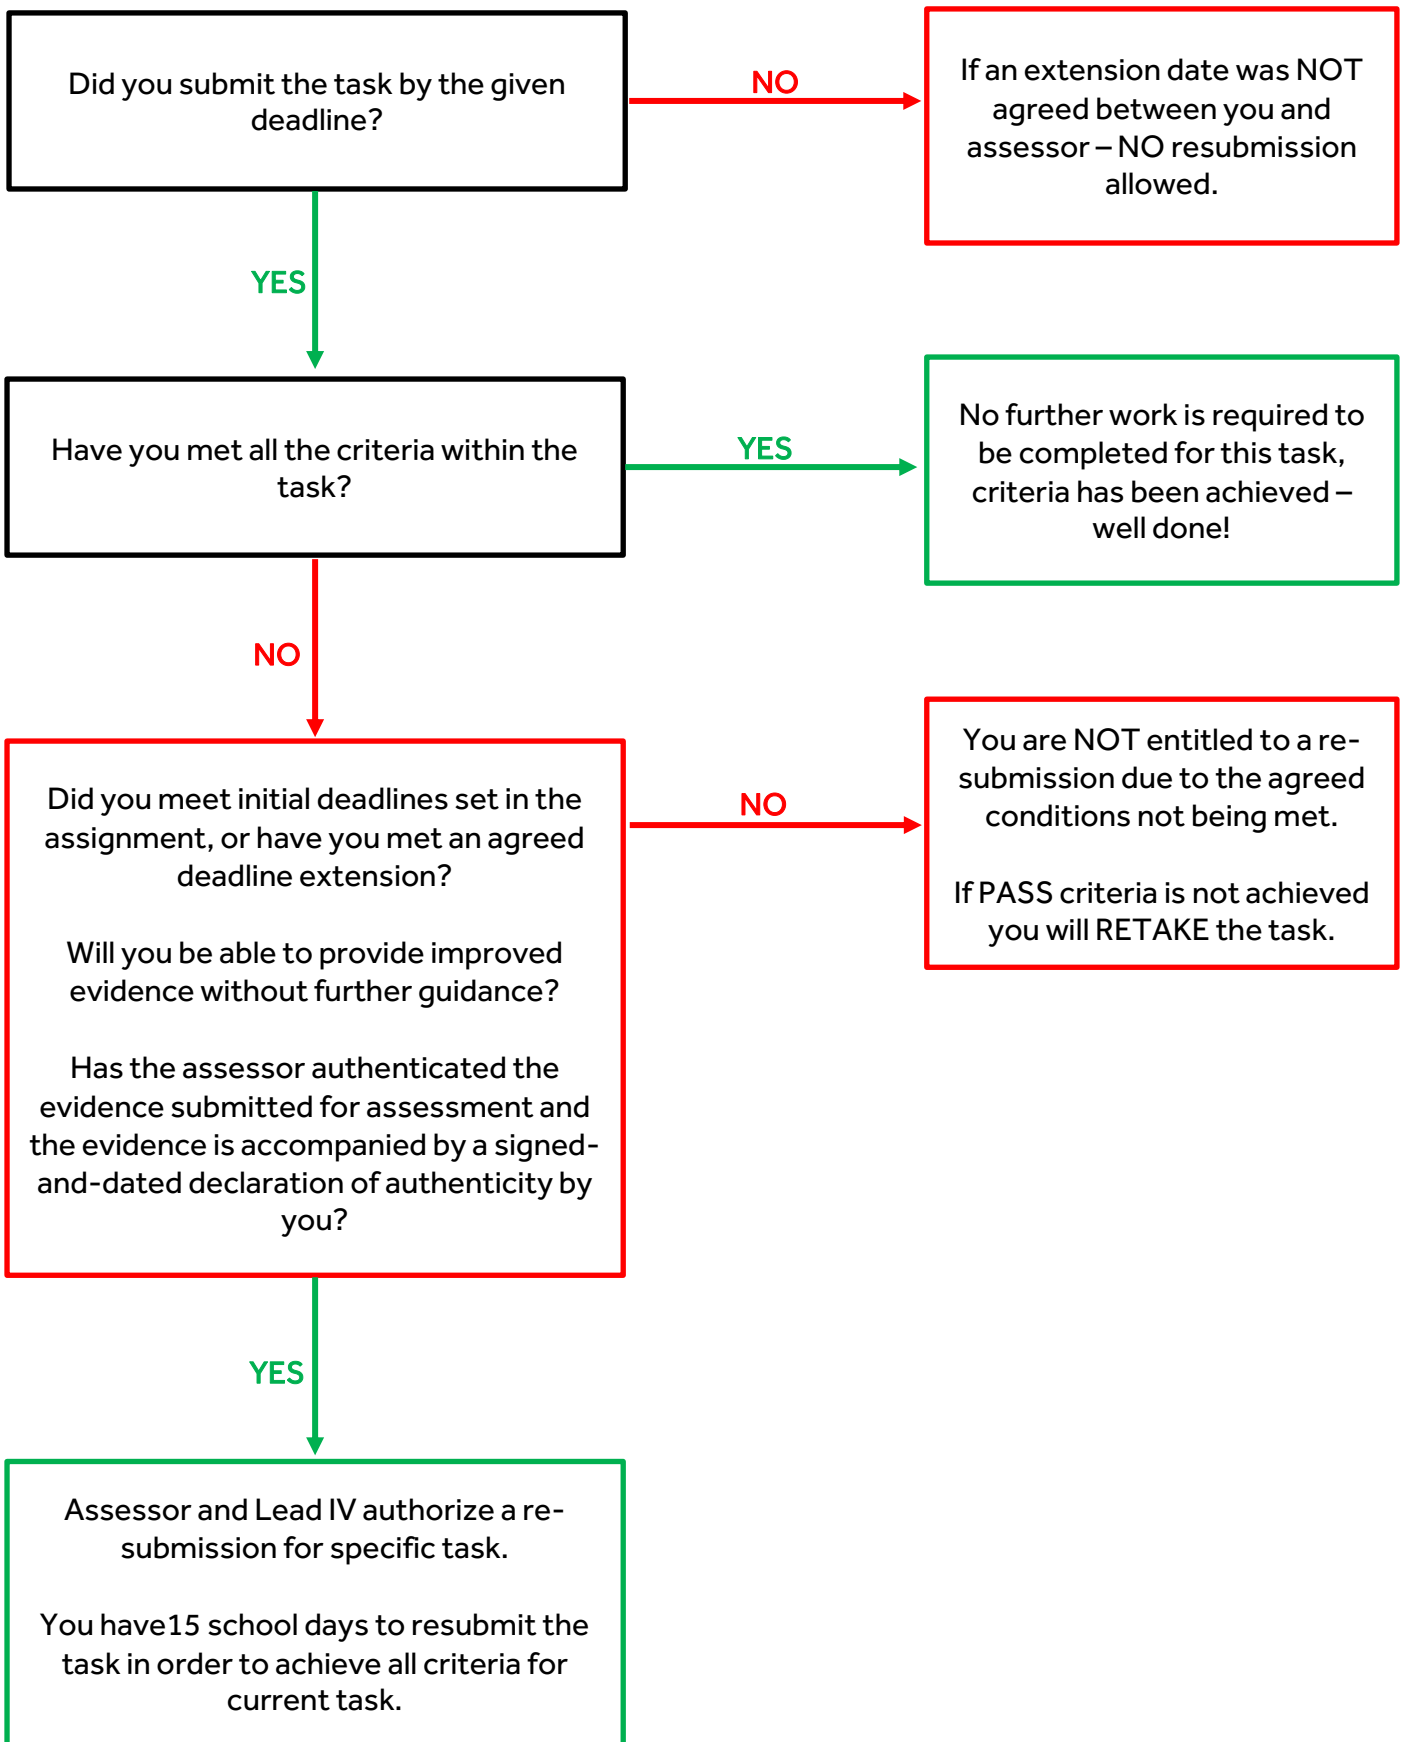 Did you submit the task by the given
deadline?
NO
If an extension date was NOT
agreed between you and
assessor – NO resubmission
allowed.
YES
Have you met all the criteria within the
task?
YES
No further work is required to
be completed for this task,
criteria has been achieved –
well done!
NO
Did you meet initial deadlines set in the
assignment, or have you met an agreed
deadline extension?
Will you be able to provide improved
evidence without further guidance?
Has the assessor authenticated the
evidence submitted for assessment and
the evidence is accompanied by a signed-
and-dated declaration of authenticity by
you?
NO
You are NOT entitled to a re-
submission due to the agreed
conditions not being met.
If PASS criteria is not achieved
you will RETAKE the task.
YES
Assessor and Lead IV authorize a re-
submission for specific task.
You have15 school days to resubmit the
task in order to achieve all criteria for
current task.